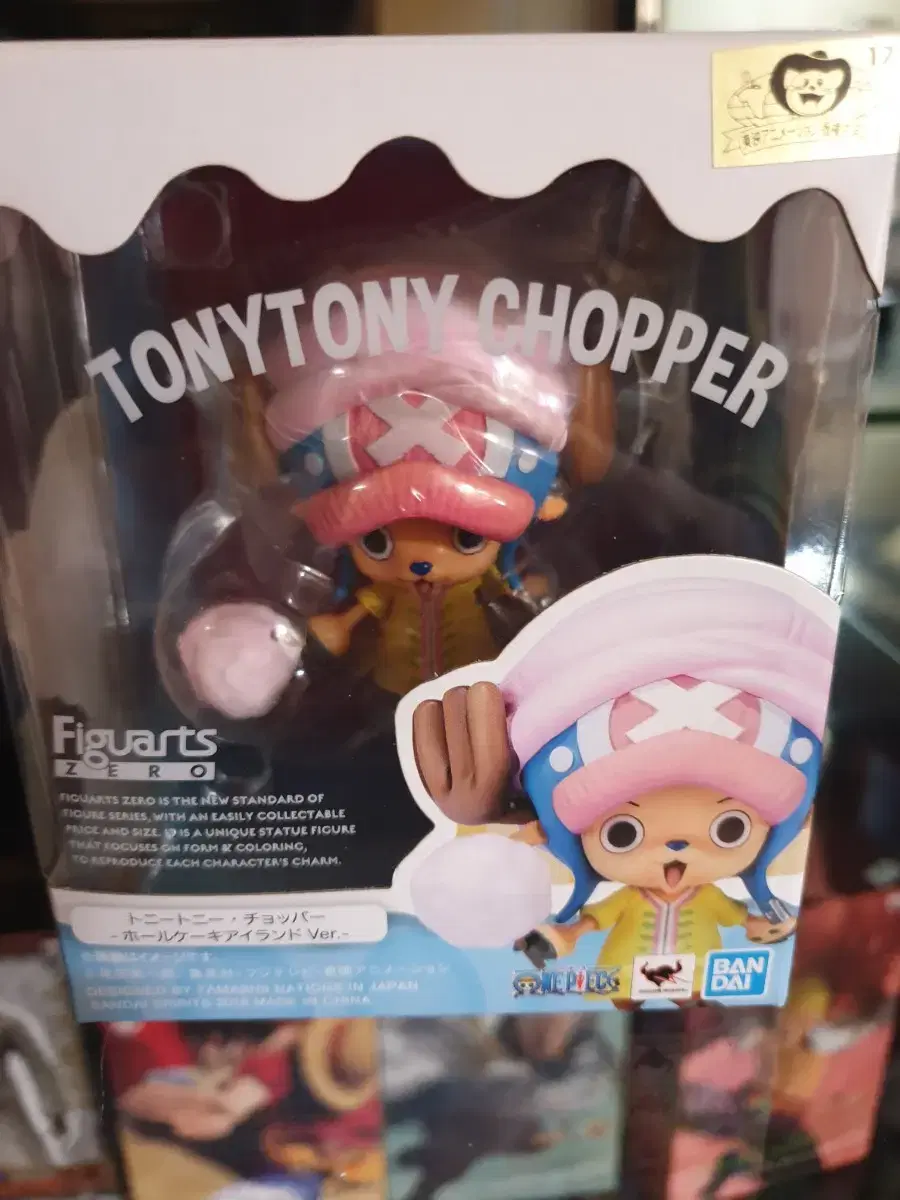 17
TONYTONY CHOPPER
Figuarts
ZERO
FIGUARTS ZERO IS THE NEW STANDARD OF
FIGURE SERIES, WITH AN EASILY COLLECTABLE
PRICE AND SIZE. IT IS A UNIQUE STATUE FIGURE
THAT FOCUSES ON FORM & COLORING,
TO REPRODUCE EACH CHARACTER'S CHARM.
トニートニー・チョッパー
-ホールケーキアイランド Ver.-
DESIGNED BY TAMASHII NATIONS IN JAPAN
MADE IN CHINA
ONE PIECE
BAN
DAI